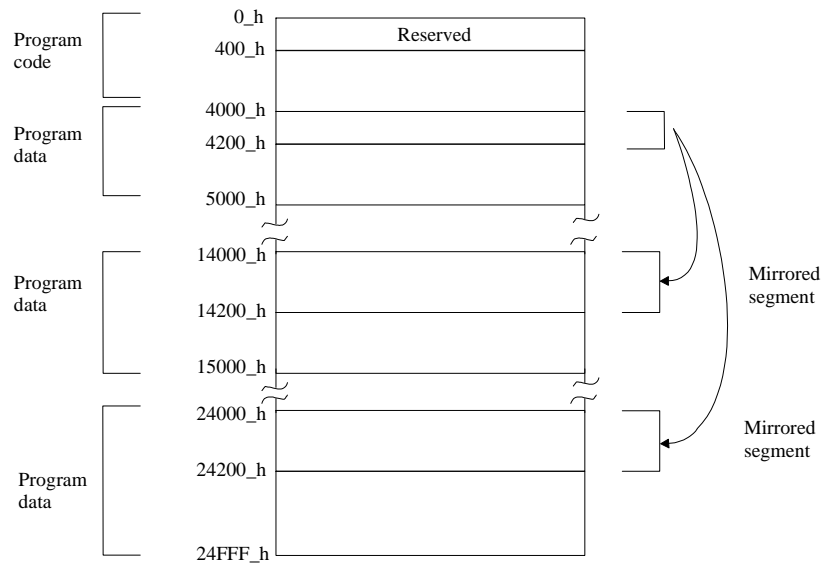 0_h
Reserved
Program
code
400_h
4000_h
Program
data
4200_h
5000_h
14000_h
Program
data
Mirrored
segment
14200_h
15000_h
24000_h
Mirrored
segment
24200_h
Program
data
24FFF_h